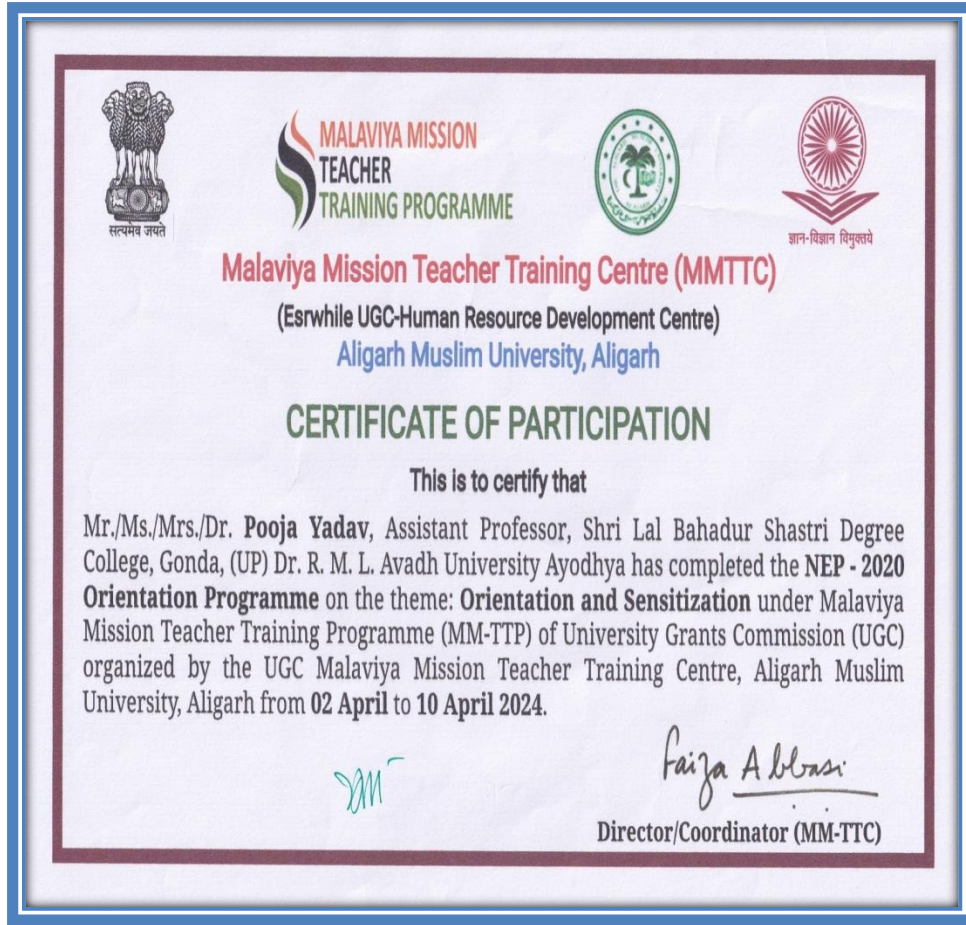 सत्यमेव जयते
MALAVIYA MISSION
TEACHER
TRAINING PROGRAMME
ज्ञान-विज्ञान विमुक्तये
Malaviya Mission Teacher Training Centre (MMTTC)
(Esrwhile UGC-Human Resource Development Centre)
Aligarh Muslim University, Aligarh
CERTIFICATE OF PARTICIPATION
This is to certify that
Mr./Ms./Mrs./Dr. Pooja Yadav, Assistant Professor, Shri Lal Bahadur Shastri Degree
College, Gonda, (UP) Dr. R. M. L. Avadh University Ayodhya has completed the NEP - 2020
Orientation Programme on the theme: Orientation and Sensitization under Malaviya
Mission Teacher Training Programme (MM-TTP) of University Grants Commission (UGC)
organized by the UGC Malaviya Mission Teacher Training Centre, Aligarh Muslim
University, Aligarh from 02 April to 10 April 2024.
Faiza Abbasi
Director/Coordinator (MM-TTC)